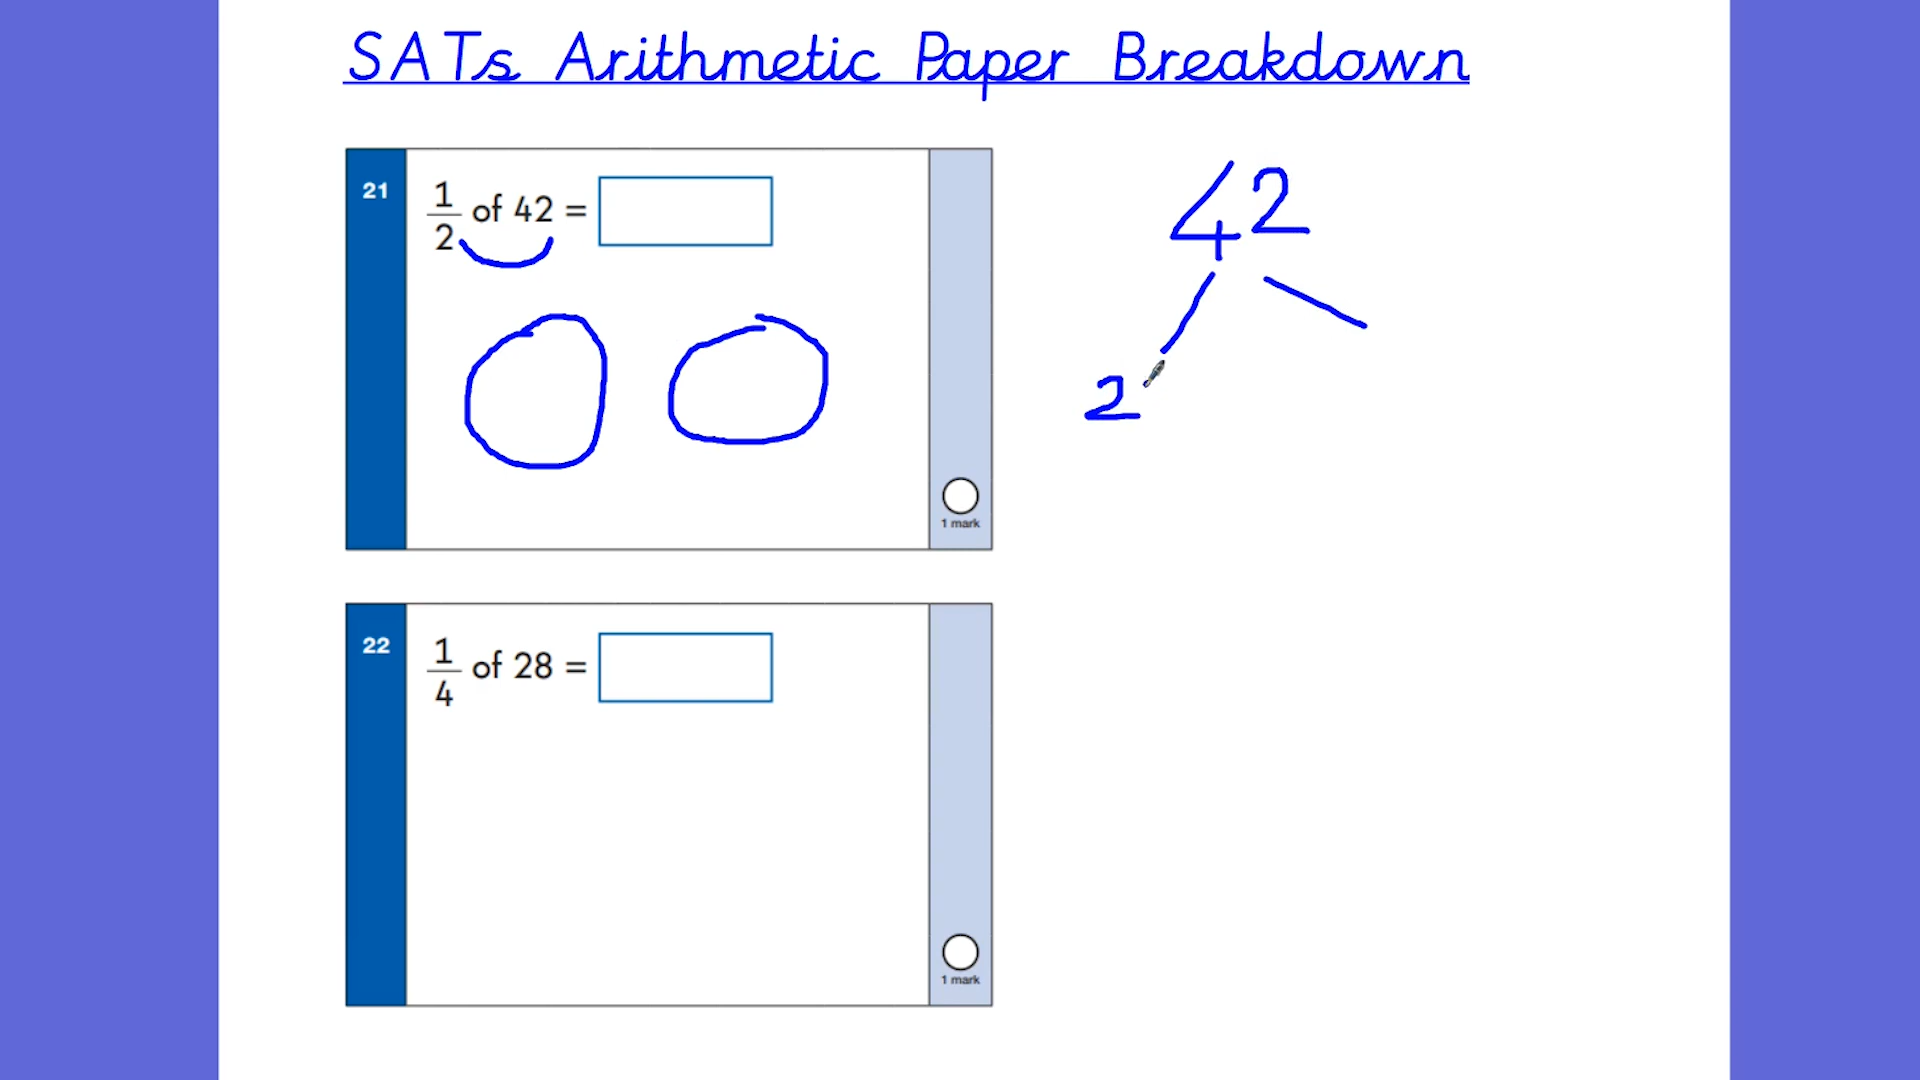 SATs Arithmetic Paper Breakdown
21
1/2 of 42 =
1 mark
42
2
22
1/4 of 28 =
1 mark